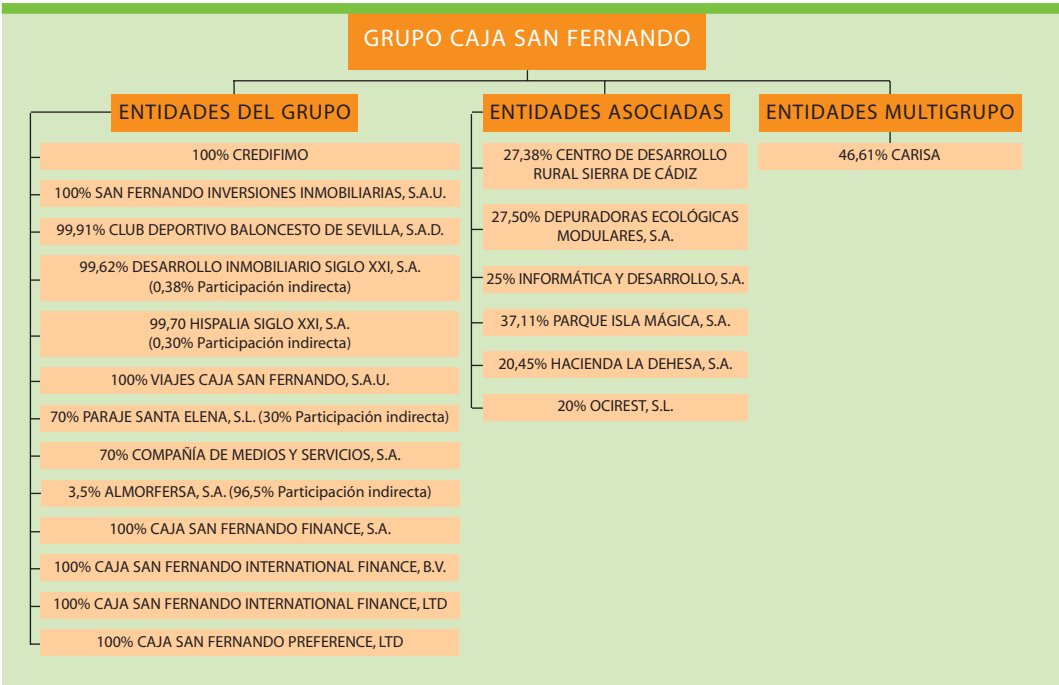 GRUPO CAJA SAN FERNANDO
ENTIDADES DEL GRUPO
100% CREDIFIMO
100% SAN FERNANDO INVERSIONES INMOBILIARIAS, S.A.U.
99,91% CLUB DEPORTIVO BALONCESTO DE SEVILLA, S.A.D.
99,62% DESARROLLO INMOBILIARIO SIGLO XXI, S.A.
(0,38% Participación indirecta)
99,70 HISPALIA SIGLO XXI, S.A.
(0,30% Participación indirecta)
100% VIAJES CAJA SAN FERNANDO, S.A.U.
70% PARAJE SANTA ELENA, S.L. (30% Participación indirecta)
70% COMPAÑÍA DE MEDIOS Y SERVICIOS, S.A.
3,5% ALMORFERSA, S.A. (96,5% Participación indirecta)
100% CAJA SAN FERNANDO FINANCE, S.A.
100% CAJA SAN FERNANDO INTERNATIONAL FINANCE, B.V.
100% CAJA SAN FERNANDO INTERNATIONAL FINANCE, LTD
100% CAJA SAN FERNANDO PREFERENCE, LTD
ENTIDADES ASOCIADAS
27,38% CENTRO DE DESARROLLO
RURAL SIERRA DE CÁDIZ
27,50% DEPURADORAS ECOLÓGICAS
MODULARES, S.A.
25% INFORMÁTICA Y DESARROLLO, S.A.
37,11% PARQUE ISLA MÁGICA, S.A.
20,45% HACIENDA LA DEHESA, S.A.
20% OCIREST, S.L.
ENTIDADES MULTIGRUPO
46,61% CARISA